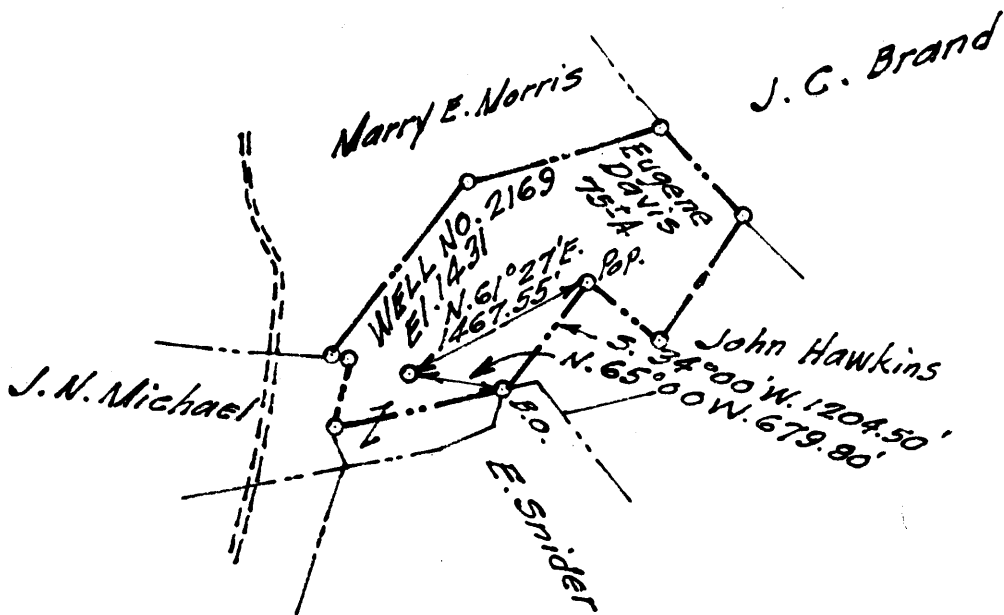 J. C. Brand
Marry E. Morris
Eugene
Davis
75±A
WELL NO. 2169
El. 1431
N. 61°27'E.
1467.55'
Pop.
John Hawkins
S. 34°00'W. 1204.50'
N. 65°00'W. 679.80'
J. N. Michael
B.O.
E. Snider